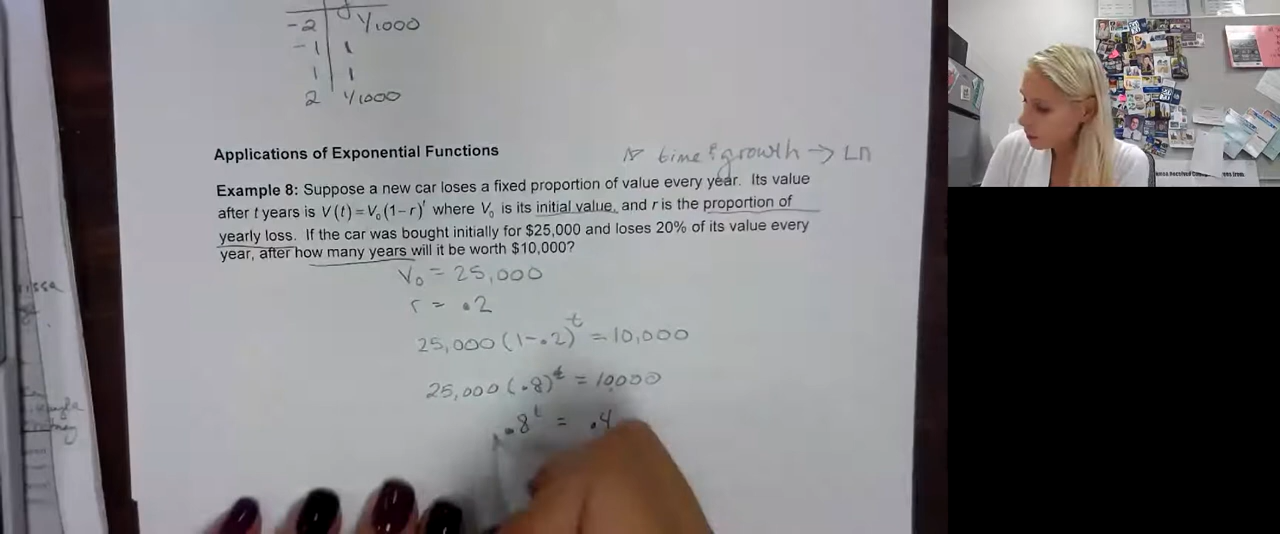 -2 | 1/1000
-1 | 1
1 | 1
2 | 1/1000
Applications of Exponential Functions
time & growth → Ln
Example 8: Suppose a new car loses a fixed proportion of value every year. Its value
after t years is V(t) = V₀(1−r)ᵗ where V₀ is its initial value, and r is the proportion of
yearly loss. If the car was bought initially for $25,000 and loses 20% of its value every
year, after how many years will it be worth $10,000?
V₀ = 25,000
r = .2
25,000 (1-.2)ᵗ = 10,000
25,000 (.8)ᵗ = 10,000
.8ᵗ = .4